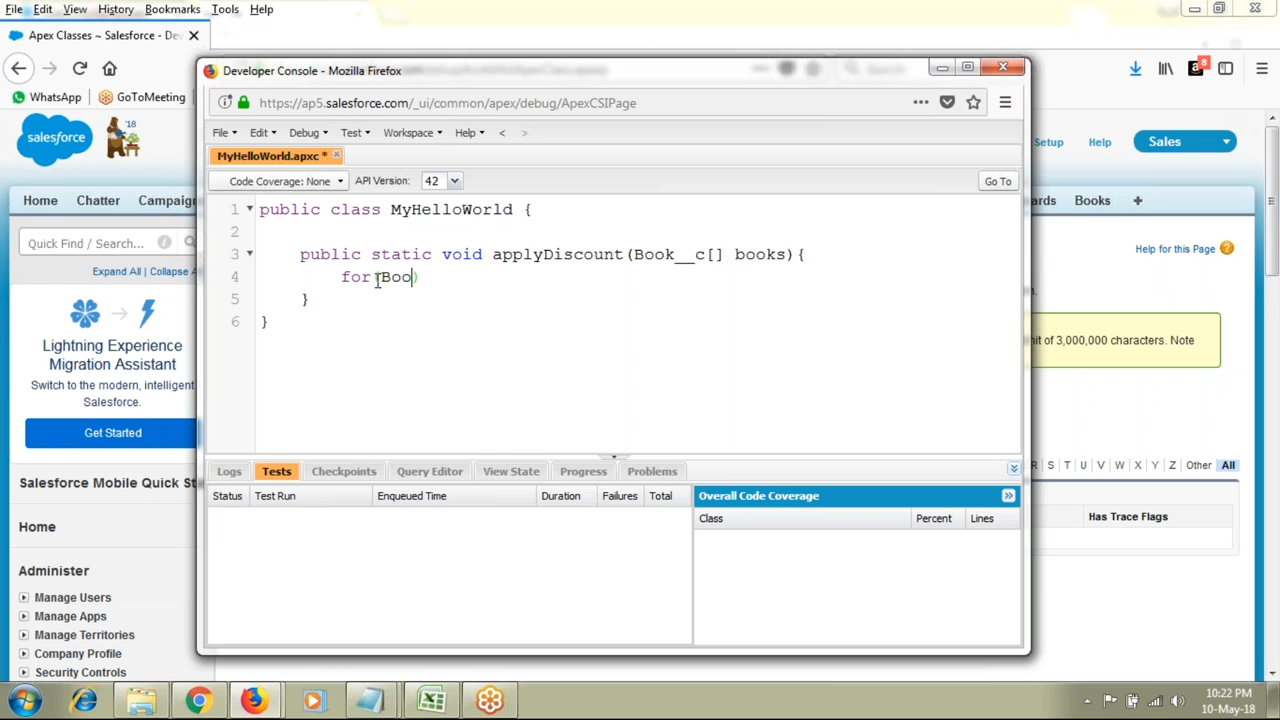 File Edit View History Bookmarks Tools Help
Apex Classes ~ Salesforce - De
WhatsApp GoToMeeting
8
Developer Console - Mozilla Firefox
https://ap5.salesforce.com/_ui/common/apex/debug/ApexCSIPage
salesforce
'18
File Edit Debug Test Workspace Help < >
Setup Help Sales
MyHelloWorld.apxc *
Code Coverage: None API Version: 42 Go To
Home Chatter Campaign
ards Books +
1 public class MyHelloWorld {
2
3 public static void applyDiscount(Book__c[] books){
4 for(Boo)
5 }
6 }
Quick Find / Search...
Expand All | Collapse A
Help for this Page
Lightning Experience
Migration Assistant
Switch to the modern, intelligent
Salesforce.
Get Started
nit of 3,000,000 characters. Note
R S T U V W X Y Z Other All
Logs Tests Checkpoints Query Editor View State Progress Problems
Status Test Run Enqueued Time Duration Failures Total
Overall Code Coverage
Class Percent Lines
Has Trace Flags
Salesforce Mobile Quick St
Home
Administer
Manage Users
Manage Apps
Manage Territories
Company Profile
Security Controls
10:22 PM
10-May-18